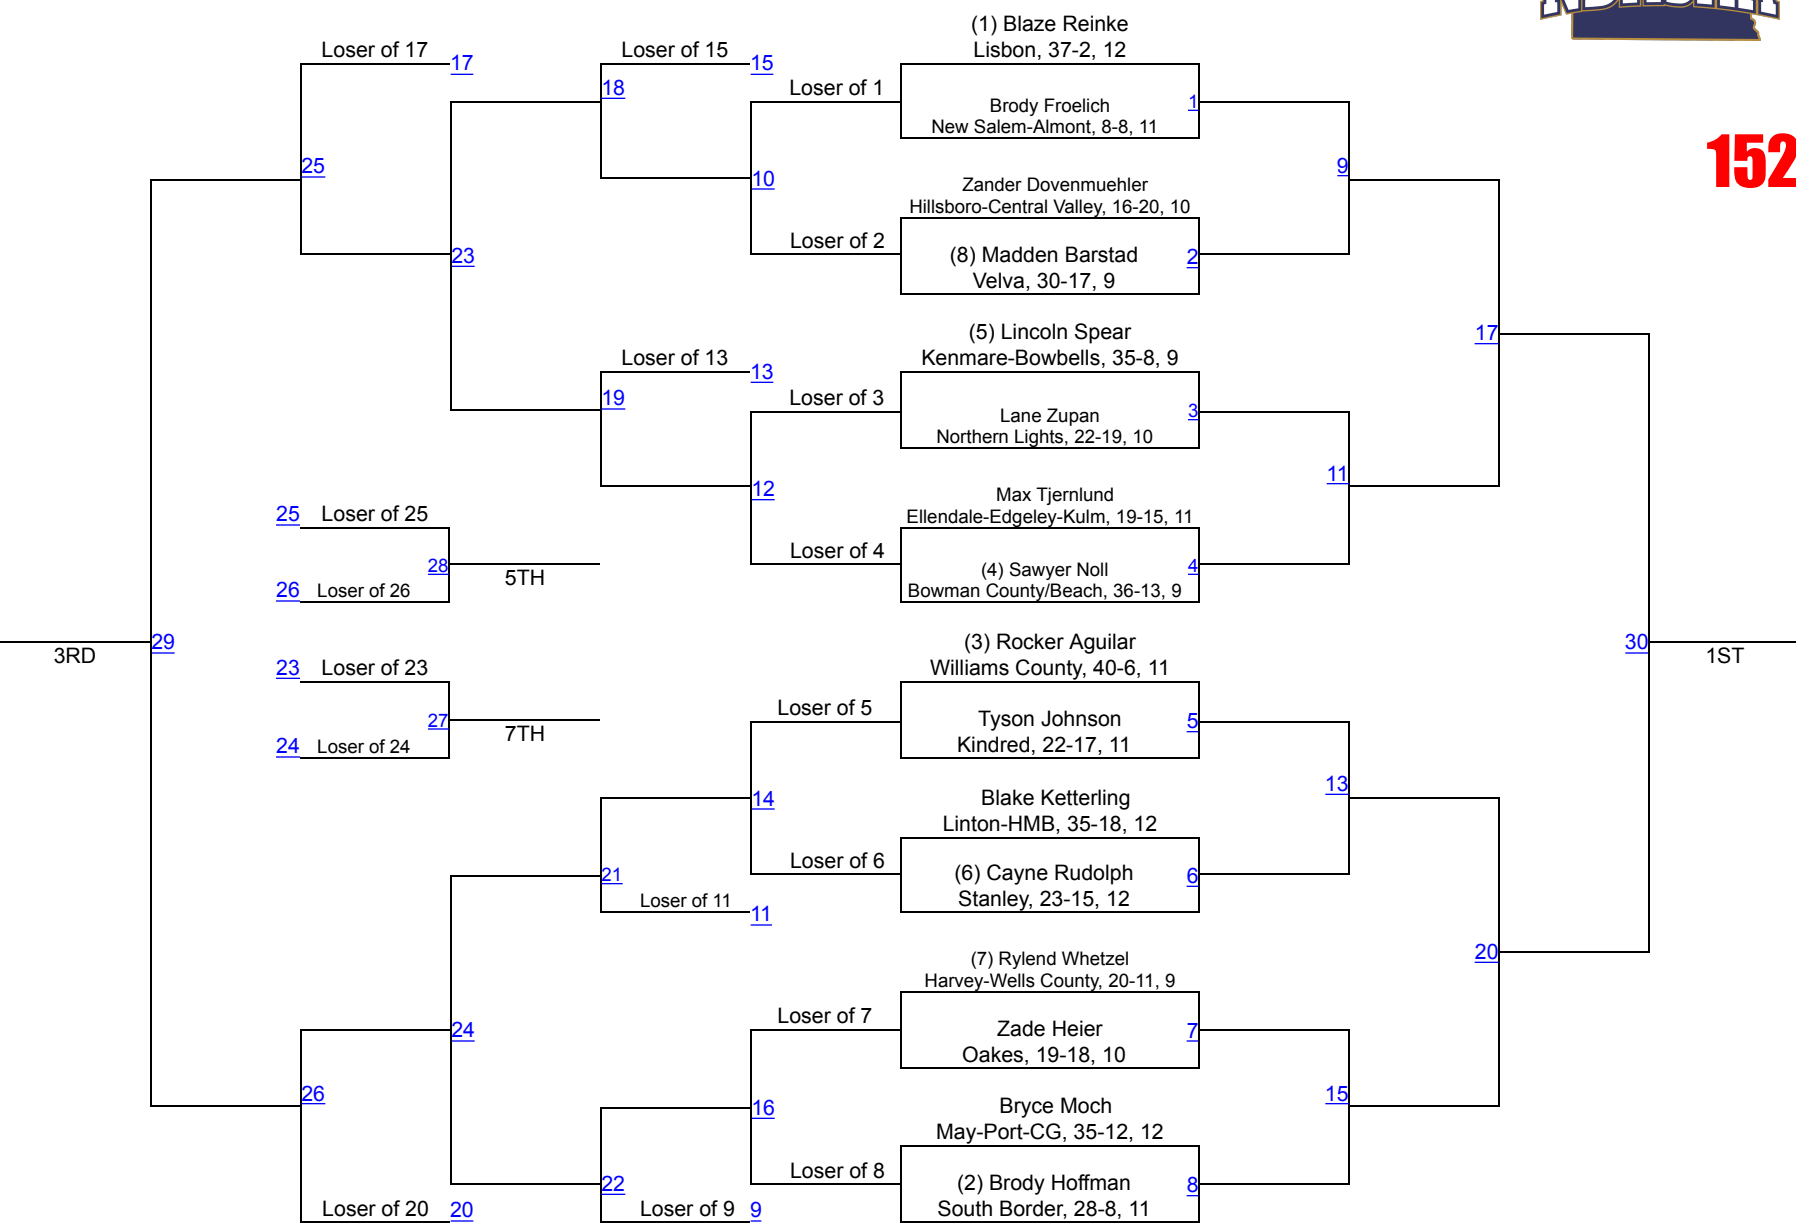 (1) Blaze Reinke
Lisbon, 37-2, 12
Loser of 17
17
Loser of 15
15
18
Loser of 1
Brody Froelich
New Salem-Almont, 8-8, 11
1
152
25
10
9
Zander Dovenmuehler
Hillsboro-Central Valley, 16-20, 10
23
Loser of 2
(8) Madden Barstad
Velva, 30-17, 9
2
(5) Lincoln Spear
Kenmare-Bowbells, 35-8, 9
17
Loser of 13
13
19
Loser of 3
Lane Zupan
Northern Lights, 22-19, 10
3
12
11
Max Tjernlund
Ellendale-Edgeley-Kulm, 19-15, 11
25
Loser of 25
Loser of 4
(4) Sawyer Noll
Bowman County/Beach, 36-13, 9
4
28
5TH
26
Loser of 26
(3) Rocker Aguilar
Williams County, 40-6, 11
3RD
29
30
1ST
23
Loser of 23
27
7TH
24
Loser of 24
Loser of 5
Tyson Johnson
Kindred, 22-17, 11
5
14
Blake Ketterling
Linton-HMB, 35-18, 12
13
21
Loser of 6
(6) Cayne Rudolph
Stanley, 23-15, 12
6
Loser of 11
11
(7) Rylend Whetzel
Harvey-Wells County, 20-11, 9
20
24
Loser of 7
Zade Heier
Oakes, 19-18, 10
7
26
16
Bryce Moch
May-Port-CG, 35-12, 12
15
22
Loser of 8
(2) Brody Hoffman
South Border, 28-8, 11
8
Loser of 20
20
Loser of 9
9